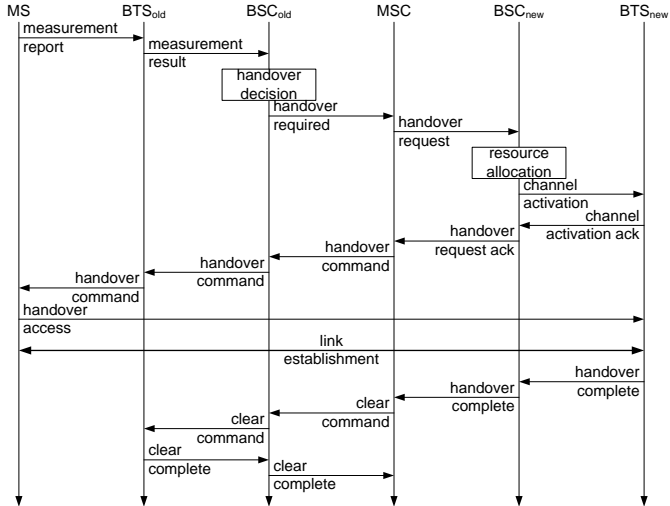 MS BTSold BSCold MSC BSCnew BTSnew
measurement
report
measurement
result
handover
decision
handover
required
handover
request
resource
allocation
channel
activation
channel
activation ack
handover
request ack
handover
command
handover
command
handover
command
handover
access
link
establishment
handover
complete
handover
complete
clear
command
clear
command
clear
complete
clear
complete